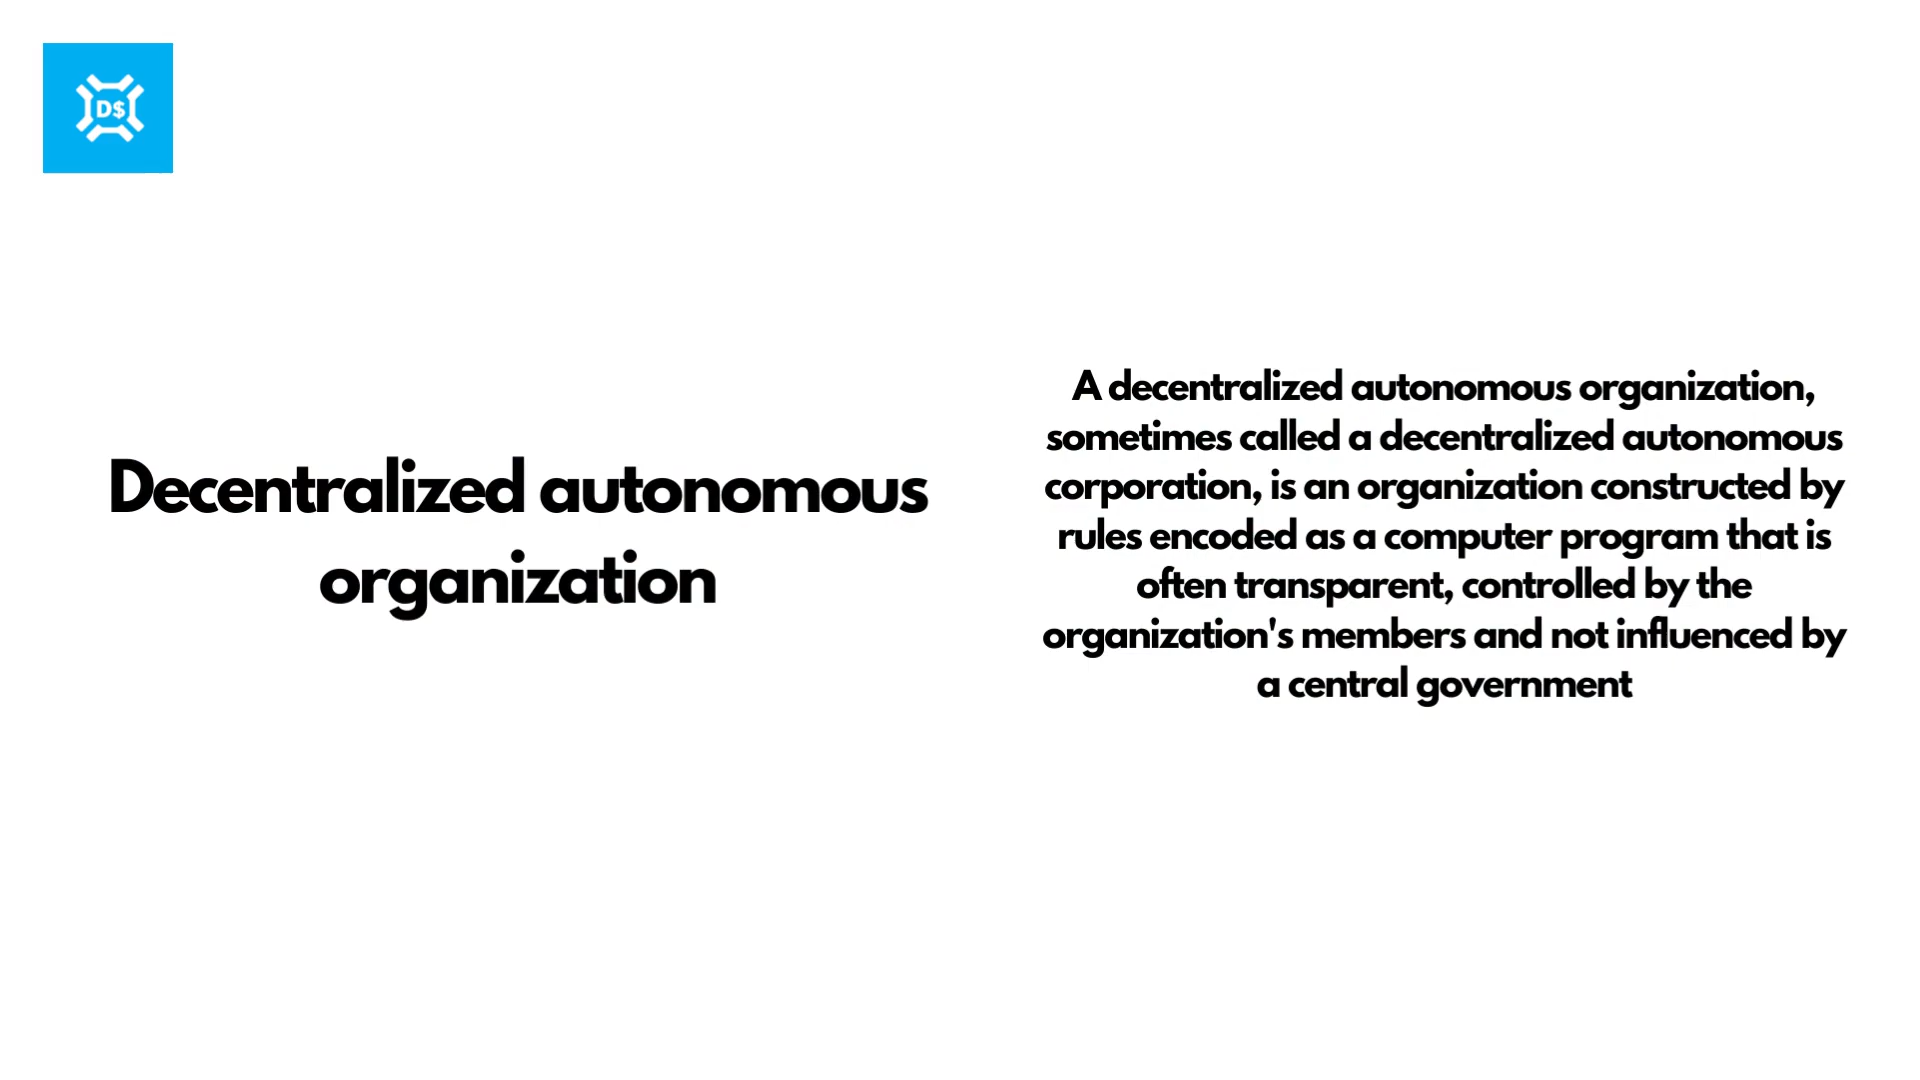 D$
Decentralized autonomous
organization
A decentralized autonomous organization,
sometimes called a decentralized autonomous
corporation, is an organization constructed by
rules encoded as a computer program that is
often transparent, controlled by the
organization's members and not influenced by
a central government